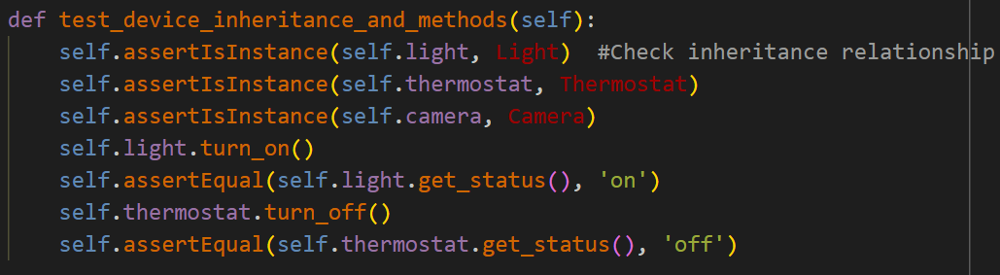 def test_device_inheritance_and_methods(self):
    self.assertIsInstance(self.light, Light)  #Check inheritance relationship
    self.assertIsInstance(self.thermostat, Thermostat)
    self.assertIsInstance(self.camera, Camera)
    self.light.turn_on()
    self.assertEqual(self.light.get_status(), 'on')
    self.thermostat.turn_off()
    self.assertEqual(self.thermostat.get_status(), 'off')